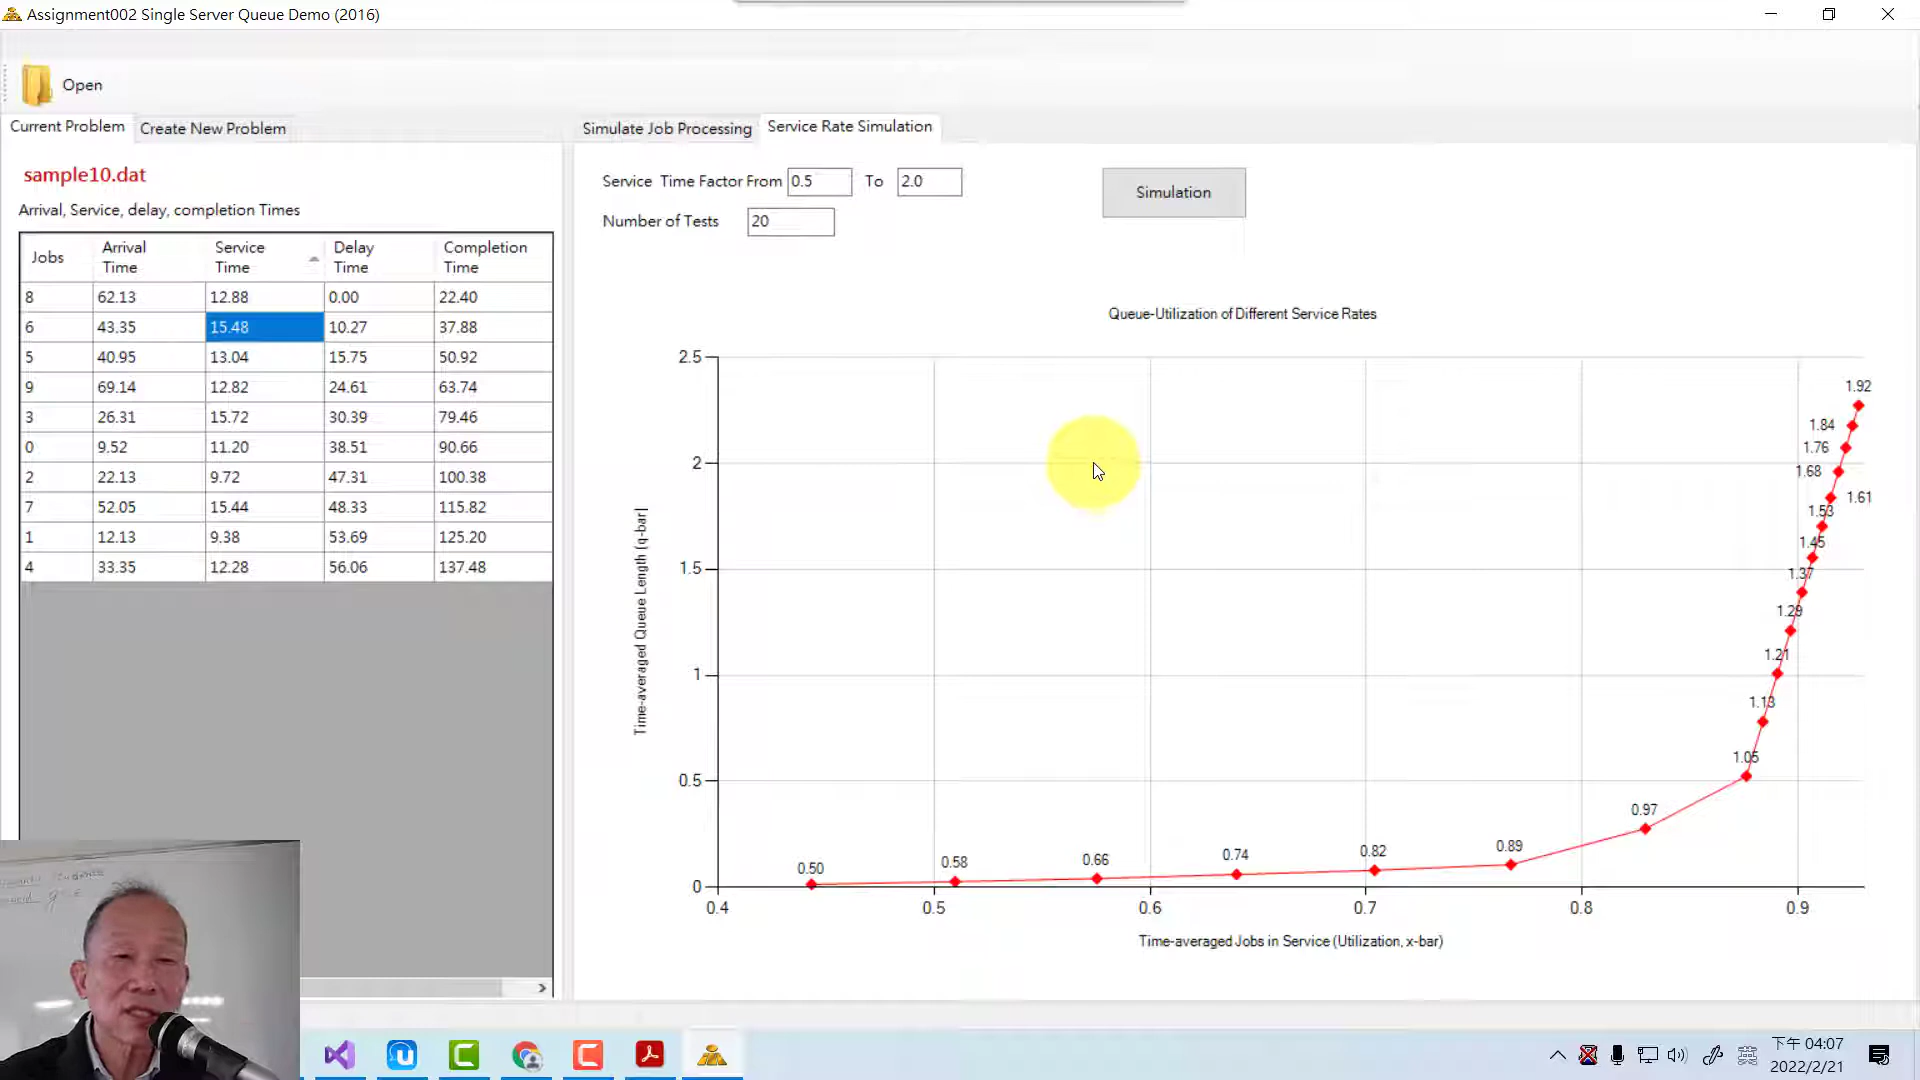 Assignment002 Single Server Queue Demo (2016)
Open
Current Problem
Create New Problem
sample10.dat
Arrival, Service, delay, completion Times
Jobs Arrival Time Service Time Delay Time Completion Time
8 62.13 12.88 0.00 22.40
6 43.35 15.48 10.27 37.88
5 40.95 13.04 15.75 50.92
9 69.14 12.82 24.61 63.74
3 26.31 15.72 30.39 79.46
0 9.52 11.20 38.51 90.66
2 22.13 9.72 47.31 100.38
7 52.05 15.44 48.33 115.82
1 12.13 9.38 53.69 125.20
4 33.35 12.28 56.06 137.48
Simulate Job Processing
Service Rate Simulation
Service Time Factor From 0.5 To 2.0
Number of Tests 20
Simulation
Queue-Utilization of Different Service Rates
Time-averaged Queue Length (q-bar)
2.5
2
1.5
1
0.5
0
1.92
1.84
1.76
1.68
1.61
1.53
1.45
1.37
1.29
1.21
1.13
1.05
0.97
0.89
0.82
0.74
0.66
0.58
0.50
0.4 0.5 0.6 0.7 0.8 0.9
Time-averaged Jobs in Service (Utilization, x-bar)
英
下午 04:07
2022/2/21